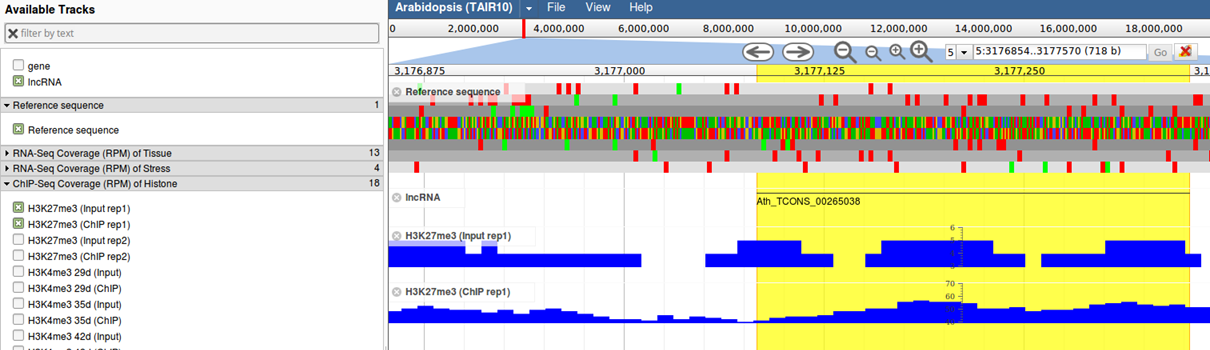 Available Tracks
filter by text
gene
lncRNA
Reference sequence 1
Reference sequence
RNA-Seq Coverage (RPM) of Tissue 13
RNA-Seq Coverage (RPM) of Stress 4
ChIP-Seq Coverage (RPM) of Histone 18
H3K27me3 (Input rep1)
H3K27me3 (ChIP rep1)
H3K27me3 (Input rep2)
H3K27me3 (ChIP rep2)
H3K4me3 29d (Input)
H3K4me3 29d (ChIP)
H3K4me3 35d (Input)
H3K4me3 35d (ChIP)
H3K4me3 42d (Input)
Arabidopsis (TAIR10) File View Help
0 2,000,000 4,000,000 6,000,000 8,000,000 10,000,000 12,000,000 14,000,000 16,000,000 18,000,000
5 5:3176854..3177570 (718 b) Go
3,176,875 3,177,000 3,177,125 3,177,250
Reference sequence
lncRNA
Ath_TCONS_00265038
H3K27me3 (Input rep1)
6
H3K27me3 (ChIP rep1)
70
60